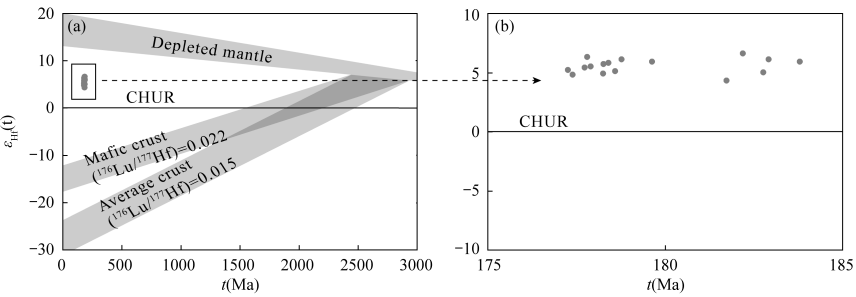 (a)
20
10
0
−10
−20
−30
εHf(t)
Depleted mantle
CHUR
Mafic crust
(¹⁷⁶Lu/¹⁷⁷Hf)=0.022
Average crust
(¹⁷⁶Lu/¹⁷⁷Hf)=0.015
0 500 1000 1500 2000 2500 3000
t(Ma)
(b)
10
5
0
−5
−10
CHUR
175 180 185
t(Ma)